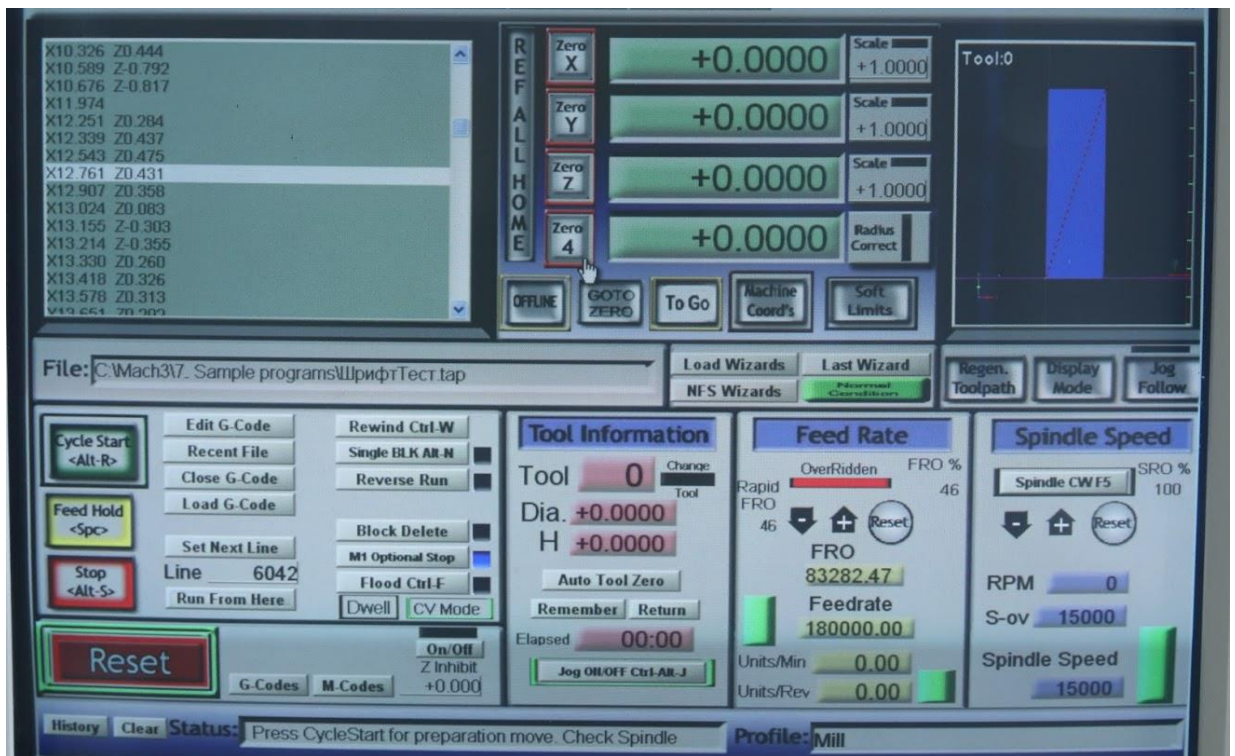 X10.326 Z0.444
X10.589 Z-0.792
X10.676 Z-0.817
X11.974
X12.251 Z0.284
X12.339 Z0.437
X12.543 Z0.475
X12.761 Z0.431
X12.907 Z0.358
X13.024 Z0.083
X13.155 Z-0.303
X13.214 Z-0.355
X13.330 Z0.260
X13.418 Z0.326
X13.578 Z0.313
REF ALL HOME
Zero X +0.0000 Scale +1.0000
Zero Y +0.0000 Scale +1.0000
Zero Z +0.0000 Scale +1.0000
Zero 4 +0.0000 Radius Correct
OFFLINE GOTO ZERO To Go Machine Coord's Soft Limits
Tool:0
File: C:\Mach3\7_ Sample programs\ШрифтТест.tap
Load Wizards Last Wizard
NFS Wizards Normal Condition
Regen. Toolpath Display Mode Jog Follow
Cycle Start <Alt-R>
Feed Hold <Spc>
Stop <Alt-S>
Edit G-Code
Recent File
Close G-Code
Load G-Code
Set Next Line
Line 6042
Run From Here
Rewind Ctrl-W
Single BLK Alt-N
Reverse Run
Block Delete
M1 Optional Stop
Flood Ctrl-F
Dwell CV Mode
Reset
G-Codes M-Codes
On/Off
Z Inhibit
+0.000
Tool Information
Tool 0 Change Tool
Dia. +0.0000
H +0.0000
Auto Tool Zero
Remember Return
Elapsed 00:00
Jog ON/OFF Ctrl-Alt-J
Feed Rate
OverRidden FRO %
46
Rapid FRO
46 Reset
FRO
83282.47
Feedrate
180000.00
Units/Min 0.00
Units/Rev 0.00
Spindle Speed
Spindle CW F5 SRO %
100
Reset
RPM 0
S-ov 15000
Spindle Speed
15000
History Clear Status: Press CycleStart for preparation move. Check Spindle
Profile: Mill